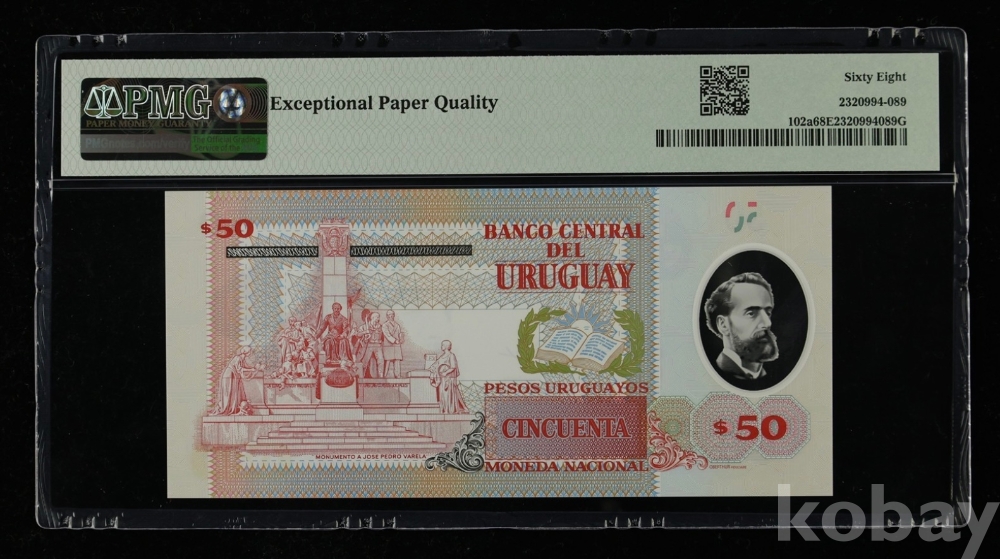 PMG
PAPER MONEY GUARANTY
Exceptional Paper Quality
Sixty Eight
2320994-089
102a68E2320994089G
$50
BANCO CENTRAL
DEL
URUGUAY
PESOS URUGUAYOS
CINCUENTA
MONEDA NACIONAL
MONUMENTO A JOSE PEDRO VARELA
$50
kobay